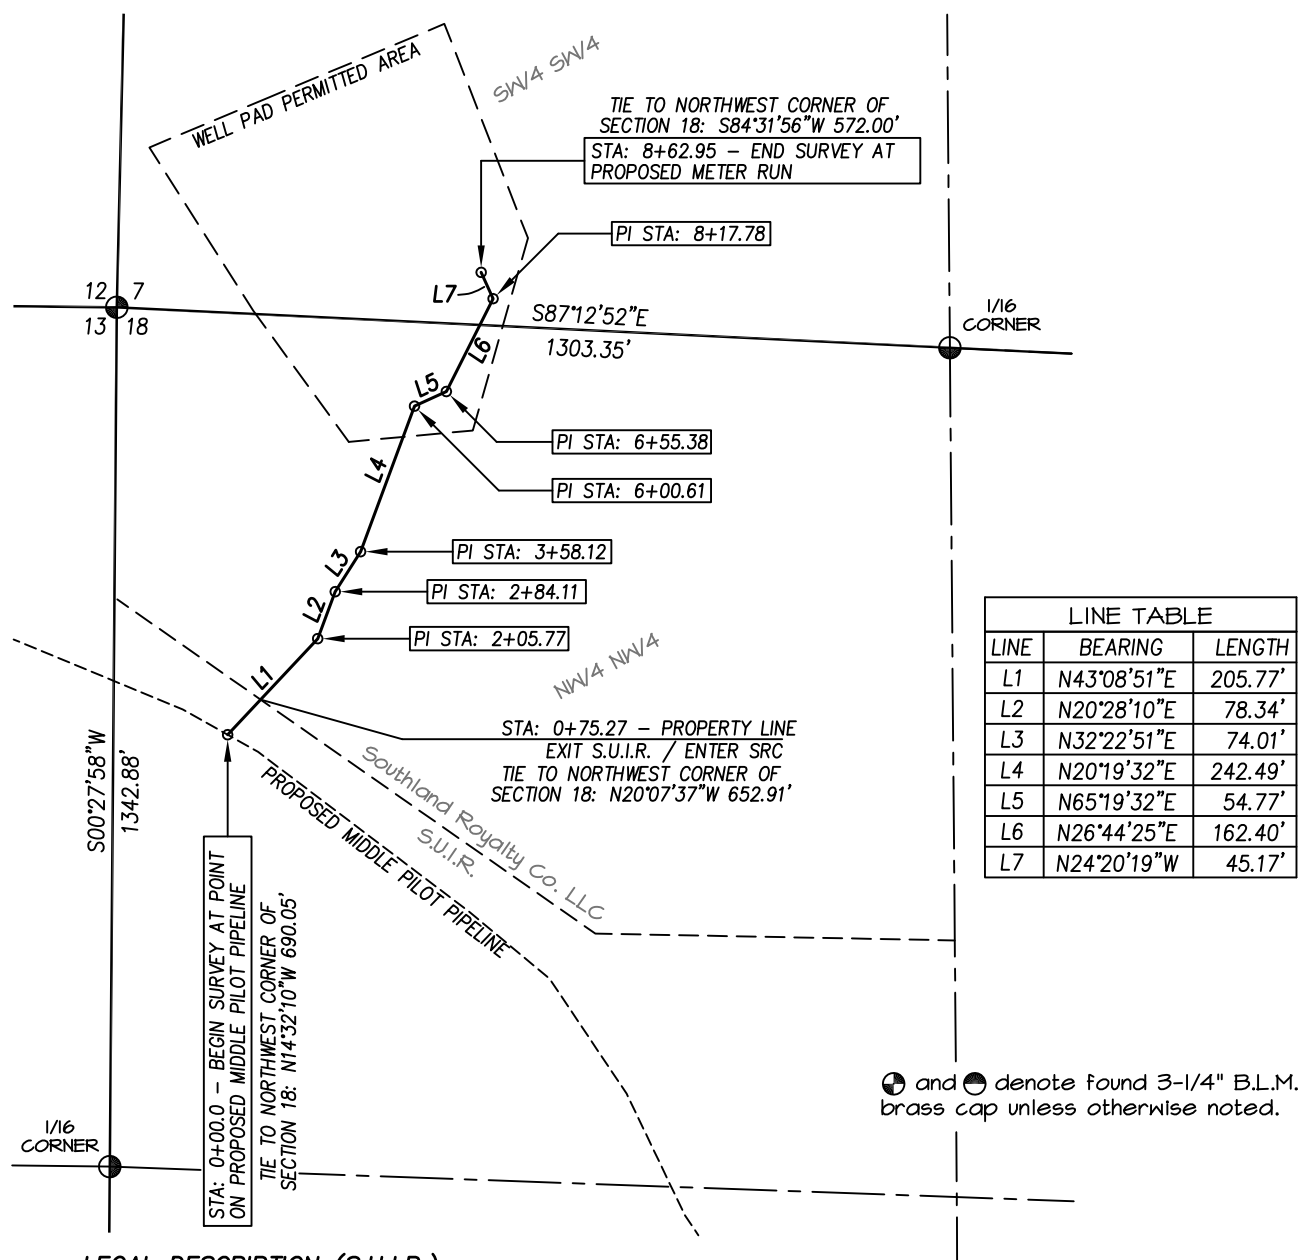 WELL PAD PERMITTED AREA
SW/4 SW/4
TIE TO NORTHWEST CORNER OF
SECTION 18: S84°31'56"W 572.00'
STA: 8+62.95 – END SURVEY AT
PROPOSED METER RUN
PI STA: 8+17.78
L7
12 7
13 18
S87°12'52"E
1303.35'
1/16
CORNER
L6
L5
PI STA: 6+55.38
L4
PI STA: 6+00.61
L3
PI STA: 3+58.12
L2
PI STA: 2+84.11
PI STA: 2+05.77
L1
NW/4 NW/4
STA: 0+75.27 – PROPERTY LINE
EXIT S.U.I.R. / ENTER SRC
TIE TO NORTHWEST CORNER OF
SECTION 18: N20°07'37"W 652.91'
LINE TABLE
LINE BEARING LENGTH
L1 N43°08'51"E 205.77'
L2 N20°28'10"E 78.34'
L3 N32°22'51"E 74.01'
L4 N20°19'32"E 242.49'
L5 N65°19'32"E 54.77'
L6 N26°44'25"E 162.40'
L7 N24°20'19"W 45.17'
S00°27'58"W
1342.88'
Southland Royalty Co. LLC
S.U.I.R.
PROPOSED MIDDLE PILOT PIPELINE
STA: 0+00.0 – BEGIN SURVEY AT POINT
ON PROPOSED MIDDLE PILOT PIPELINE
TIE TO NORTHWEST CORNER OF
SECTION 18: N14°32'10"W 690.05'
and denote found 3-1/4" B.L.M.
brass cap unless otherwise noted.
1/16
CORNER
LEGAL DESCRIPTION (S.U.I.R.)